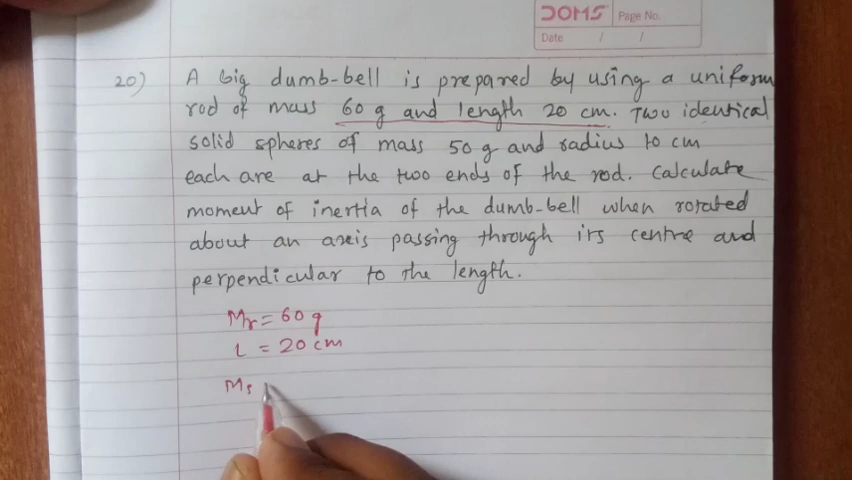 DOMS Page No.
Date / /
20) A big dumb-bell is prepared by using a uniform
rod of mass 60 g and length 20 cm. Two identical
solid spheres of mass 50 g and radius 10 cm
each are at the two ends of the rod. Calculate
moment of inertia of the dumb-bell when rotated
about an axis passing through its centre and
perpendicular to the length.
Mr = 60 g
L = 20 cm
Ms